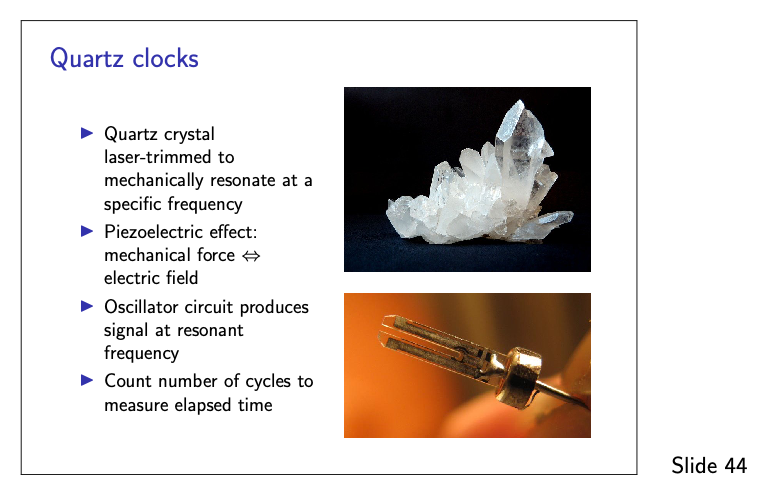 Quartz clocks
Quartz crystal
laser-trimmed to
mechanically resonate at a
specific frequency
Piezoelectric effect:
mechanical force ⇔
electric field
Oscillator circuit produces
signal at resonant
frequency
Count number of cycles to
measure elapsed time
Slide 44